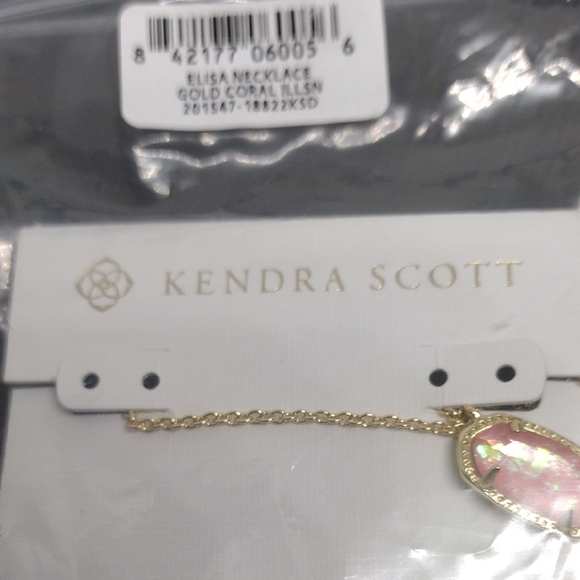 8 42177 06005 6
ELISA NECKLACE
GOLD CORAL ILLSN
201547-18822KSD
KENDRA SCOTT